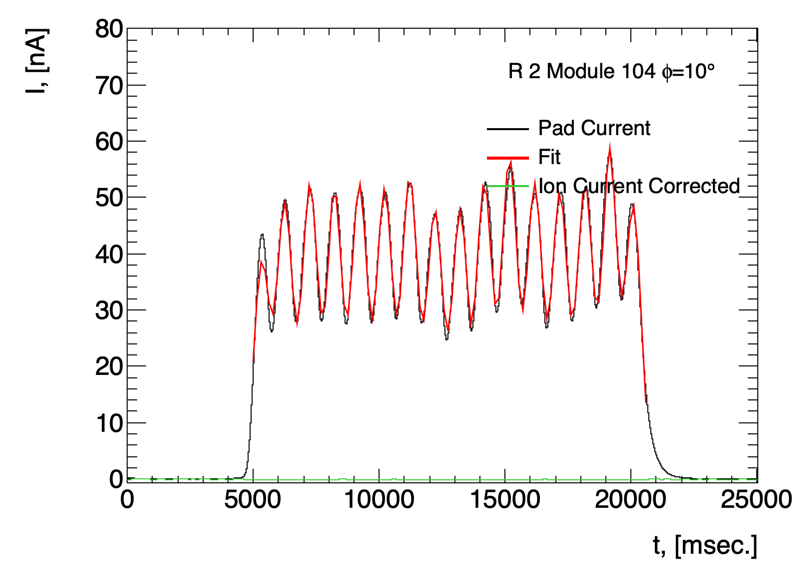 I, [nA]
80
70
60
50
40
30
20
10
0
R 2 Module 104 ϕ=10°
Pad Current
Fit
Ion Current Corrected
0 5000 10000 15000 20000 25000
t, [msec.]